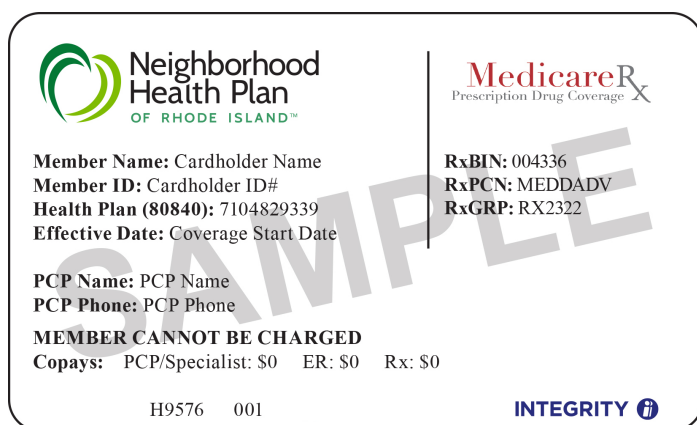 Neighborhood
Health Plan
OF RHODE ISLAND™
MedicareRx
Prescription Drug Coverage
Member Name: Cardholder Name
Member ID: Cardholder ID#
Health Plan (80840): 7104829339
Effective Date: Coverage Start Date
RxBIN: 004336
RxPCN: MEDDADV
RxGRP: RX2322
SAMPLE
PCP Name: PCP Name
PCP Phone: PCP Phone
MEMBER CANNOT BE CHARGED
Copays: PCP/Specialist: $0 ER: $0 Rx: $0
H9576 001
INTEGRITY i